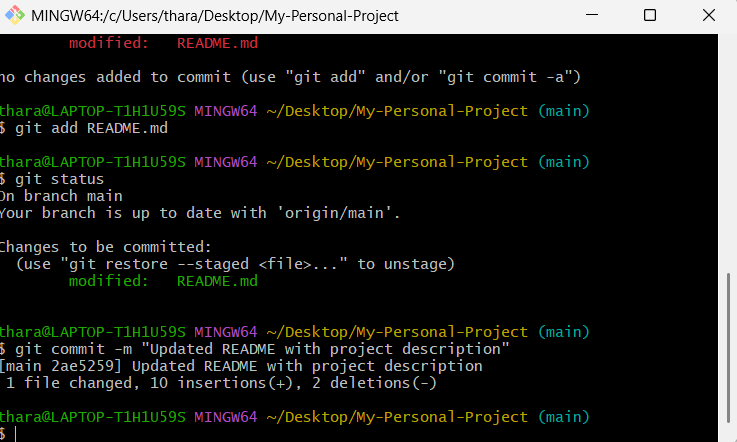 MINGW64:/c/Users/thara/Desktop/My-Personal-Project
modified:   README.md
no changes added to commit (use "git add" and/or "git commit -a")
thara@LAPTOP-T1H1U59S MINGW64 ~/Desktop/My-Personal-Project (main)
$ git add README.md
thara@LAPTOP-T1H1U59S MINGW64 ~/Desktop/My-Personal-Project (main)
$ git status
On branch main
Your branch is up to date with 'origin/main'.
Changes to be committed:
  (use "git restore --staged <file>..." to unstage)
modified:   README.md
thara@LAPTOP-T1H1U59S MINGW64 ~/Desktop/My-Personal-Project (main)
$ git commit -m "Updated README with project description"
[main 2ae5259] Updated README with project description
 1 file changed, 10 insertions(+), 2 deletions(-)
thara@LAPTOP-T1H1U59S MINGW64 ~/Desktop/My-Personal-Project (main)
$